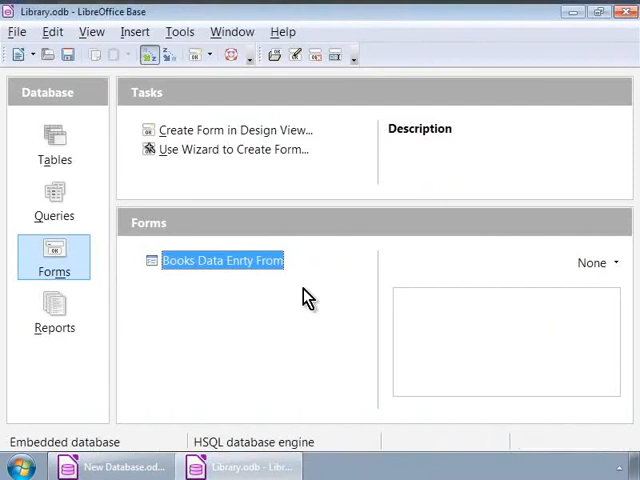 Library.odb - LibreOffice Base
File Edit View Insert Tools Window Help
Database
Tasks
Tables
Queries
Forms
Reports
Create Form in Design View...
Use Wizard to Create Form...
Description
Forms
Books Data Enrty From
None
Embedded database
HSQL database engine
New Database.od...
Library.odb - Libr...